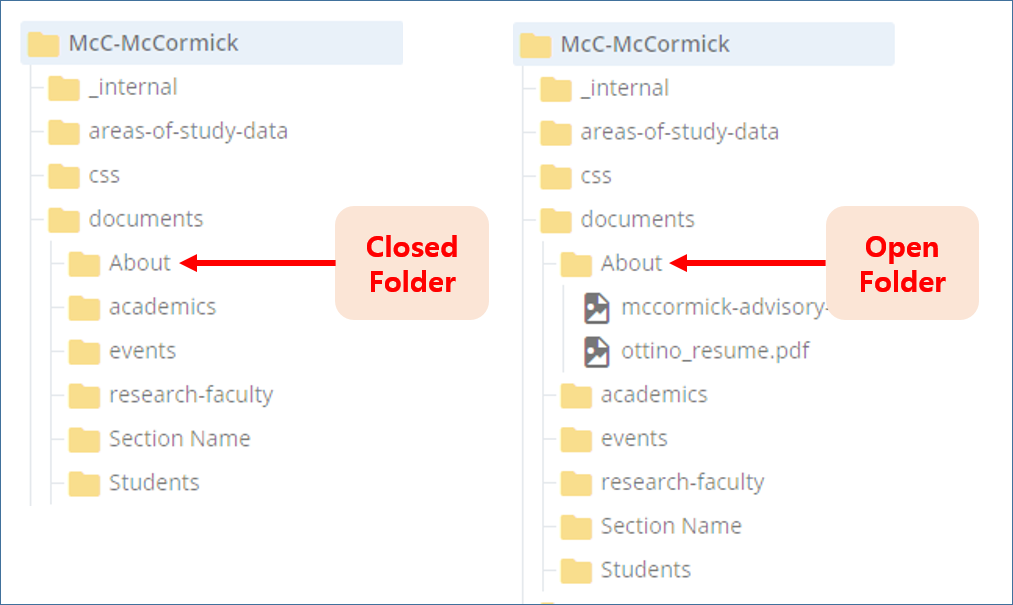 McC-McCormick
_internal
areas-of-study-data
css
documents
About
Closed
Folder
academics
events
research-faculty
Section Name
Students
McC-McCormick
_internal
areas-of-study-data
css
documents
About
Open
Folder
mccormick-advisory-
ottino_resume.pdf
academics
events
research-faculty
Section Name
Students